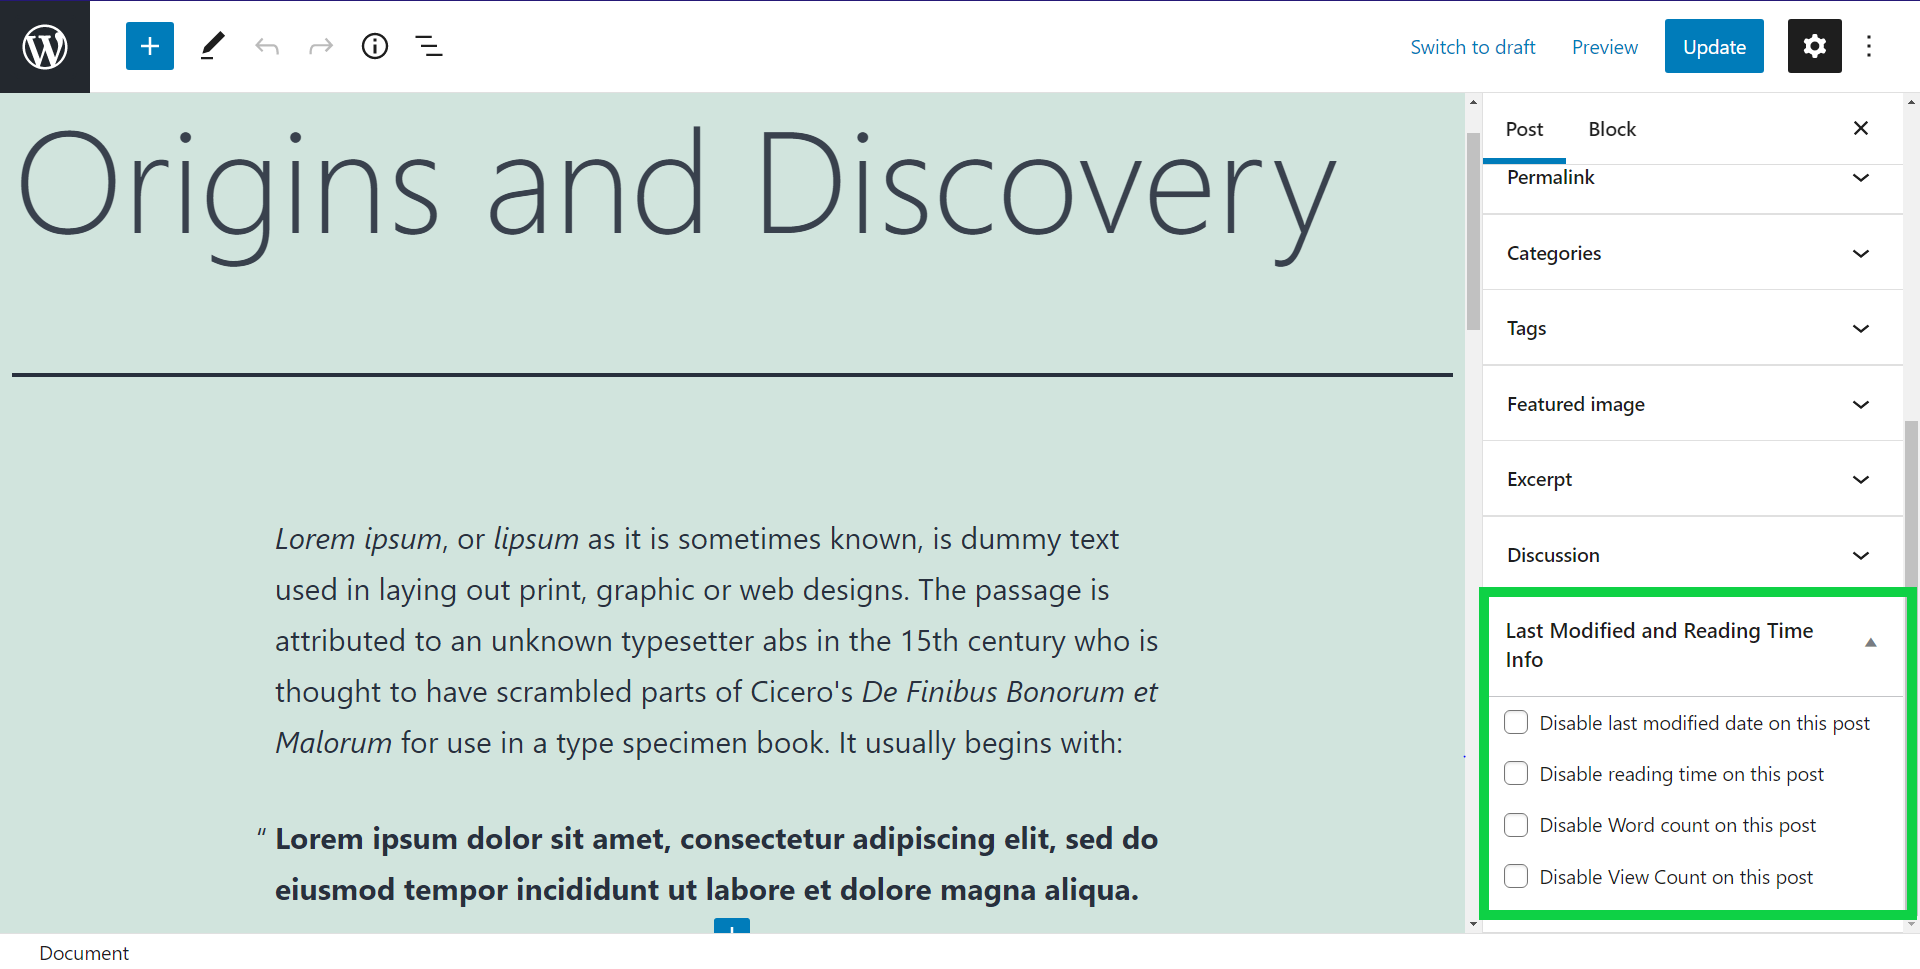 Switch to draft Preview Update
Origins and Discovery
Lorem ipsum, or lipsum as it is sometimes known, is dummy text
used in laying out print, graphic or web designs. The passage is
attributed to an unknown typesetter abs in the 15th century who is
thought to have scrambled parts of Cicero's De Finibus Bonorum et
Malorum for use in a type specimen book. It usually begins with:
“ Lorem ipsum dolor sit amet, consectetur adipiscing elit, sed do
eiusmod tempor incididunt ut labore et dolore magna aliqua.
Post Block
Permalink
Categories
Tags
Featured image
Excerpt
Discussion
Last Modified and Reading Time
Info
Disable last modified date on this post
Disable reading time on this post
Disable Word count on this post
Disable View Count on this post
Document